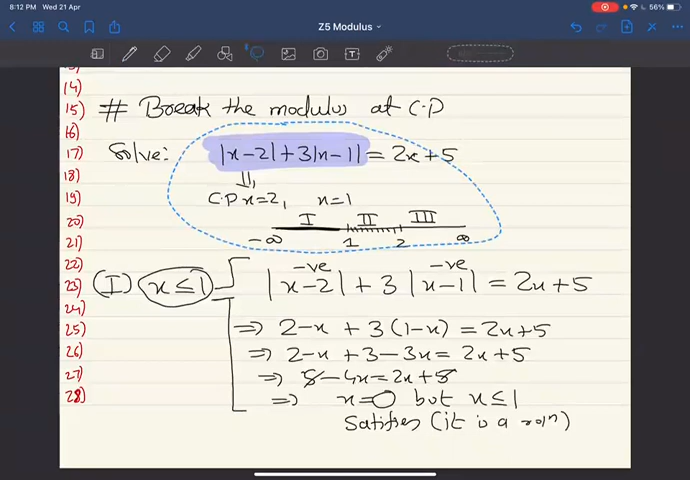 8:12 PM Wed 21 Apr
56%
Z5 Modulus
14)
15) # Break the modulus at C.P
16)
17) Solve: |x-2|+3|x-1| = 2x+5
18)
19) C.P x=2, x=1
20) I II III
21) -∞ 1 2 ∞
22) -ve -ve
23) (I) x≤1 |x-2|+3|x-1|=2x+5
24)
25) ⇒ 2-x + 3(1-x) = 2x+5
26) ⇒ 2-x+3-3x = 2x+5
27) ⇒ 5-4x=2x+5
28) ⇒ x=0 but x≤1
Satisfies (it is a soln)